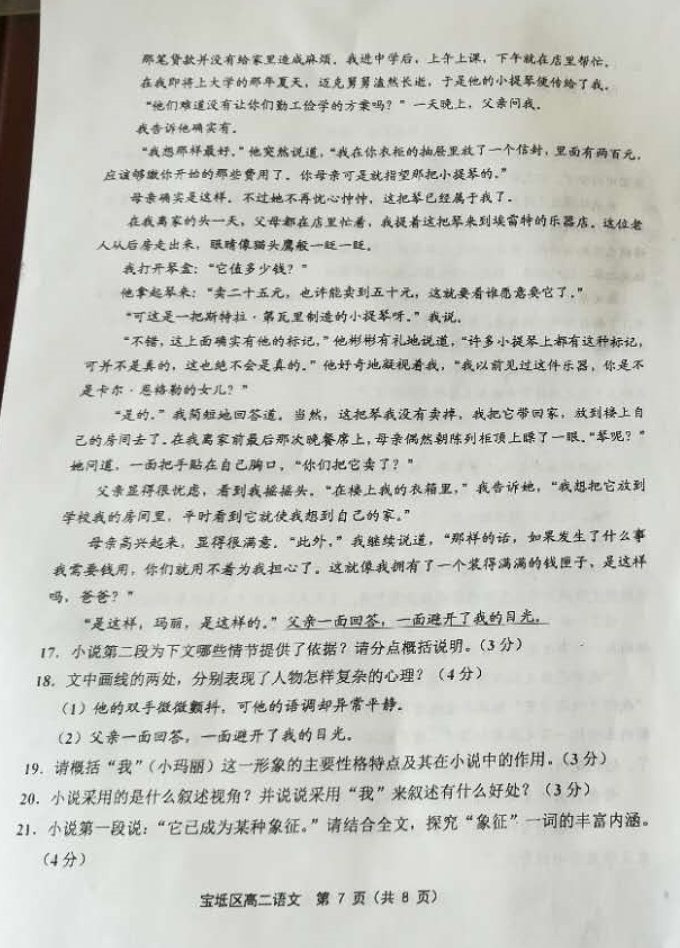 那笔贷款并没有给家里造成麻烦。我进中学后，上午上课，下午就在店里帮忙。
在我即将上大学的那年夏天，迈克舅舅溘然长逝，于是他的小提琴便传给了我。
“他们难道没有让你们勤工俭学的方案吗？”一天晚上，父亲问我。
我告诉他确实有。
“我想那样最好。”他突然说道，“我在你衣柜的抽屉里放了一个信封，里面有两百元，
应该够缴你开始的那些费用了。你母亲可是就指望那把小提琴的。”
母亲确实是这样。不过她不再忧心忡忡，这把琴已经属于我了。
在我离家的头一天，父母都在店里忙着，我提着这把琴来到埃雷特的乐器店。这位老
人从后房走出来，眼睛像猫头鹰般一眨一眨。
我打开琴盒：“它值多少钱？”
他拿起琴来：“卖二十五元，也许能卖到五十元，这就要看谁愿意买它了。”
“可这是一把斯特拉·第瓦里制造的小提琴呀。”我说。
“不错，这上面确实有他的标记，”他彬彬有礼地说道，“许多小提琴上都有这种标记，
可并不是真的，这也绝不会是真的。”他好奇地凝视着我，“我以前见过这件乐器，你是不
是卡尔·恩格勒的女儿？”
“是的。”我简短地回答道。当然，这把琴我没有卖掉，我把它带回家，放到楼上自
己的房间去了。在我离家前最后那次晚餐席上，母亲偶然朝陈列柜顶上瞟了一眼。“琴呢？”
她问道，一面把手贴在自己胸口，“你们把它卖了？”
父亲显得很忧虑，看到我摇摇头。“在楼上我的衣箱里，”我告诉她，“我想把它放到
学校我的房间里，平时看到它就使我想到自己的家。”
母亲高兴起来，显得很满意。“此外，”我继续说道，“那样的话，如果发生了什么事
我需要钱用，你们就用不着为我担心了。这就像我拥有了一个装得满满的钱匣子，是这样
吗，爸爸？”
“是这样，玛丽，是这样的。”父亲一面回答，一面避开了我的目光。
17．小说第二段为下文哪些情节提供了依据？请分点概括说明。（3 分）
18．文中画线的两处，分别表现了人物怎样复杂的心理？（4 分）
（1）他的双手微微颤抖，可他的语调却异常平静。
（2）父亲一面回答，一面避开了我的目光。
19．请概括“我”（小玛丽）这一形象的主要性格特点及其在小说中的作用。（3 分）
20．小说采用的是什么叙述视角？并说说采用“我”来叙述有什么好处？（3 分）
21．小说第一段说：“它已成为某种象征。”请结合全文，探究“象征”一词的丰富内涵。
（4 分）
宝坻区高二语文 第 7 页（共 8 页）